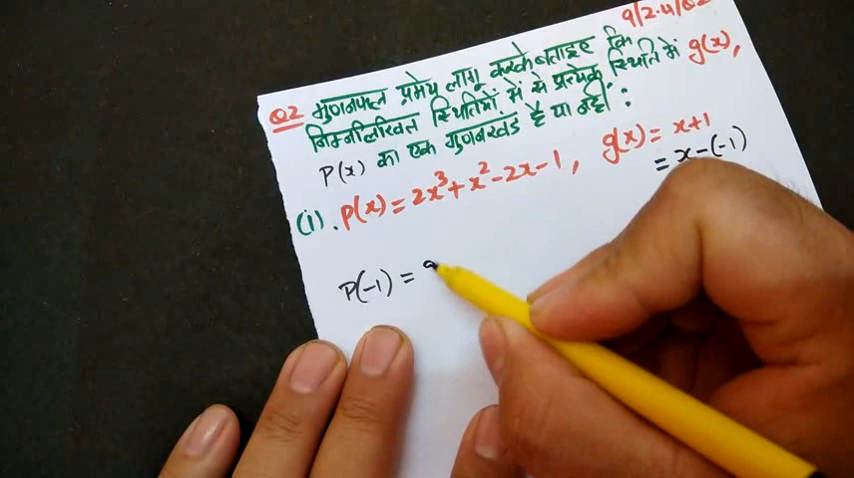 9/2.4/Q2
Q2 गुणनफल प्रमेय लागू करके बताइए कि
निम्नलिखित स्थितियों में से प्रत्येक स्थिति में g(x),
P(x) का एक गुणनखंड है या नहीं :
(i). P(x) = 2x³+x²-2x-1, g(x) = x+1
= x-(-1)
P(-1) =